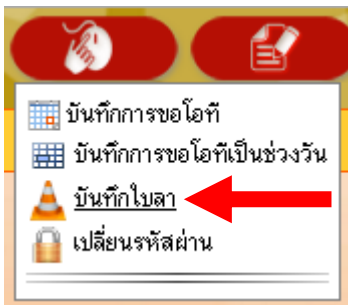 บันทึกการขอโอที
บันทึกการขอโอทีเป็นช่วงวัน
บันทึกใบลา
เปลี่ยนรหัสผ่าน